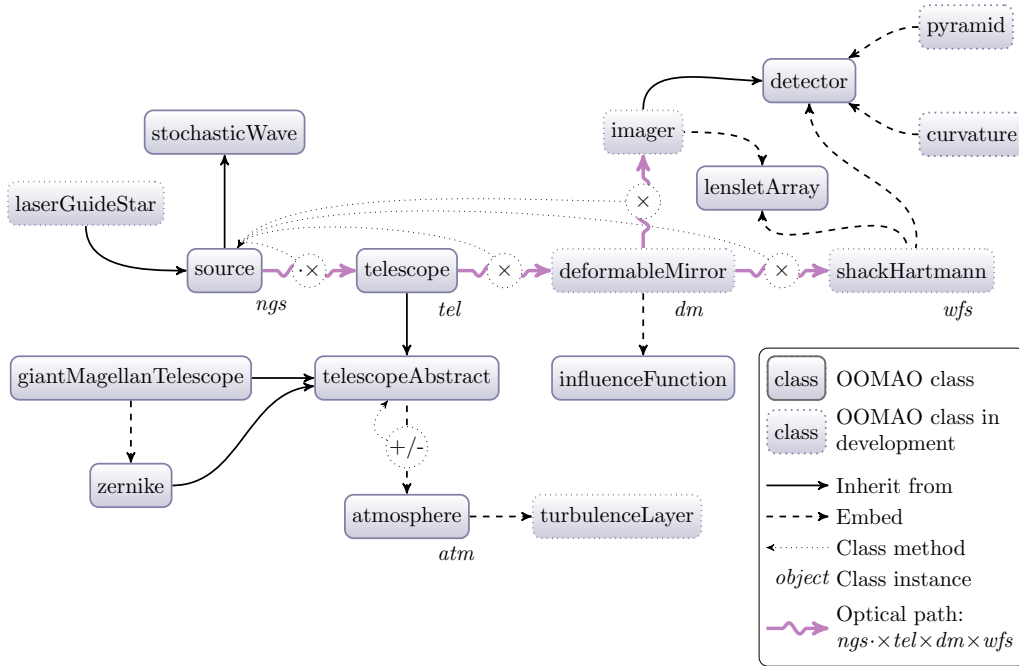 pyramid
detector
stochasticWave
imager
curvature
laserGuideStar
lensletArray
×
source
·×
telescope
×
deformableMirror
×
shackHartmann
ngs
tel
dm
wfs
giantMagellanTelescope
telescopeAbstract
influenceFunction
+/-
zernike
atmosphere
turbulenceLayer
atm
class OOMAO class
class OOMAO class in
development
Inherit from
Embed
Class method
object Class instance
Optical path:
ngs·×tel×dm×wfs